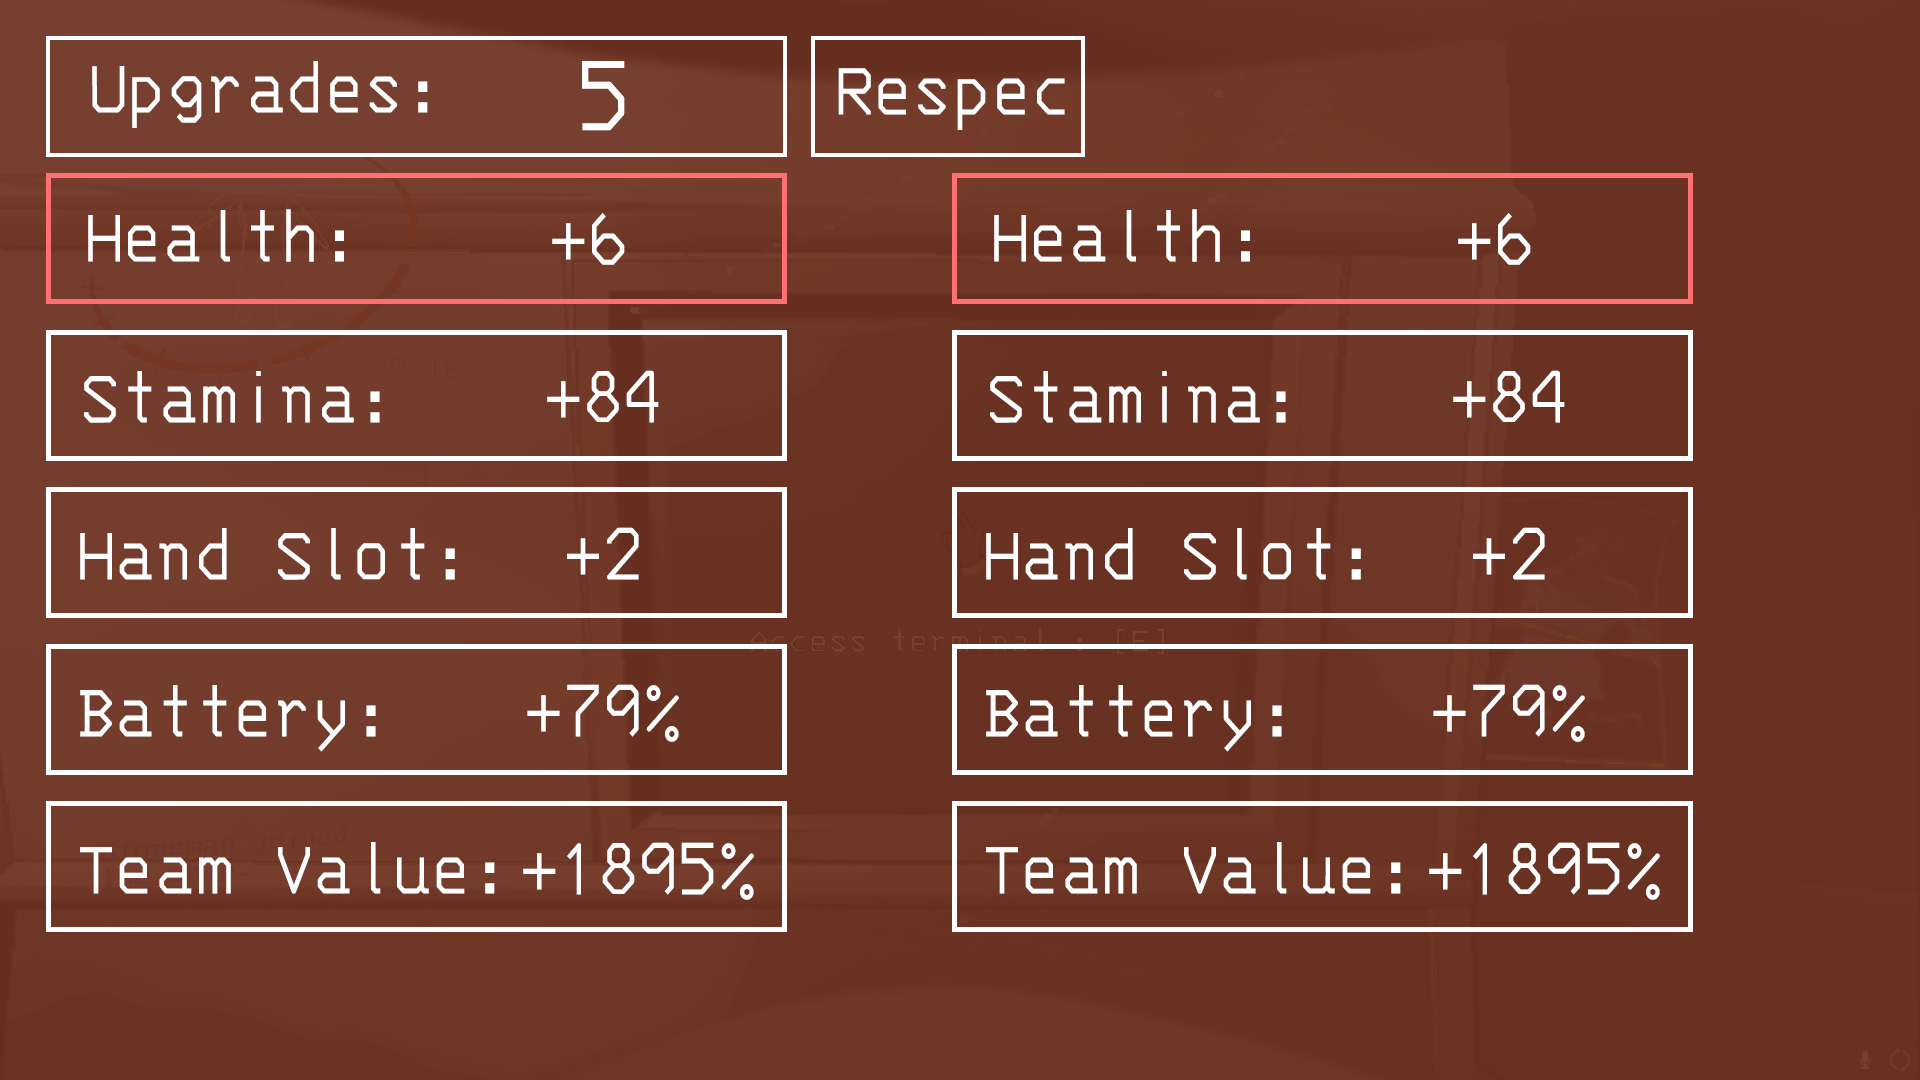 Upgrades: 5
Respec
Health: +6
Health: +6
Stamina: +84
Stamina: +84
Hand Slot: +2
Hand Slot: +2
Access terminal : [E]
Battery: +79%
Battery: +79%
Team Value: +1895%
Team Value: +1895%